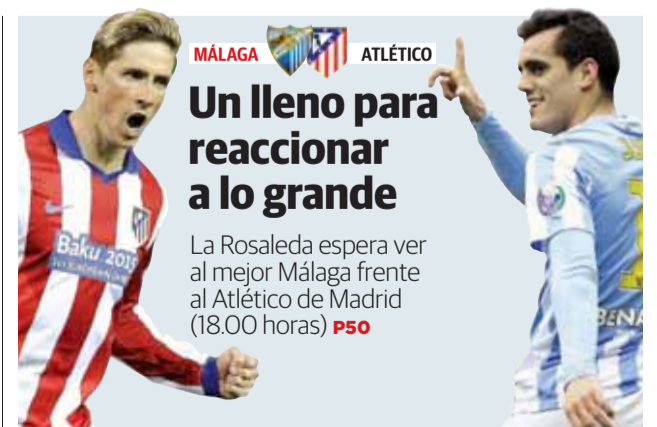 MÁLAGA ATLÉTICO
Un lleno para
reaccionar
a lo grande
La Rosaleda espera ver
al mejor Málaga frente
al Atlético de Madrid
(18.00 horas) P50
Baku 2015
BENA